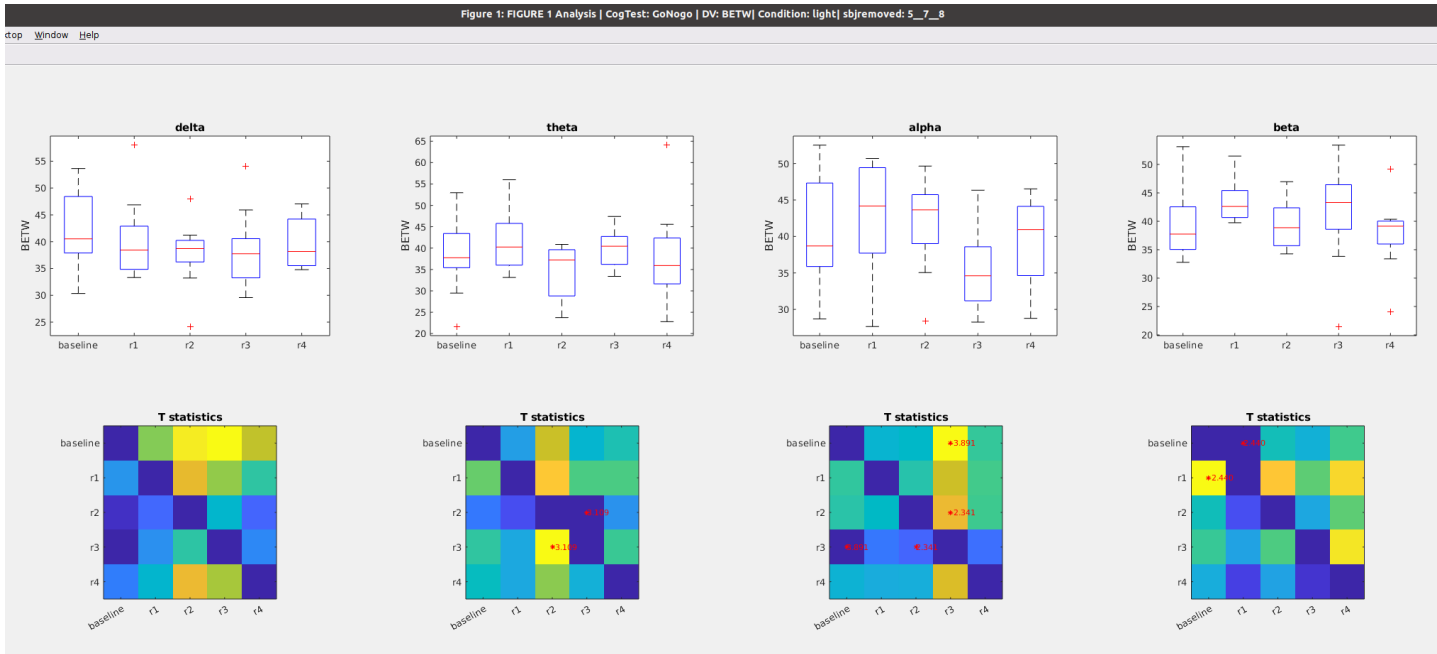 Figure 1: FIGURE 1 Analysis | CogTest: GoNogo | DV: BETW| Condition: light| sbjremoved: 5__7__8
ktop Window Help
delta
BETW
55
50
45
40
35
30
25
baseline r1 r2 r3 r4
theta
BETW
65
60
55
50
45
40
35
30
25
20
baseline r1 r2 r3 r4
alpha
BETW
50
45
40
35
30
baseline r1 r2 r3 r4
beta
BETW
50
45
40
35
30
25
20
baseline r1 r2 r3 r4
T statistics
baseline
r1
r2
r3
r4
baseline r1 r2 r3 r4
T statistics
baseline
r1
r2
r3
r4
baseline r1 r2 r3 r4
T statistics
baseline *3.891
r1
r2 *2.341
r3
r4
baseline r1 r2 r3 r4
T statistics
baseline
r1
r2
r3
r4
baseline r1 r2 r3 r4